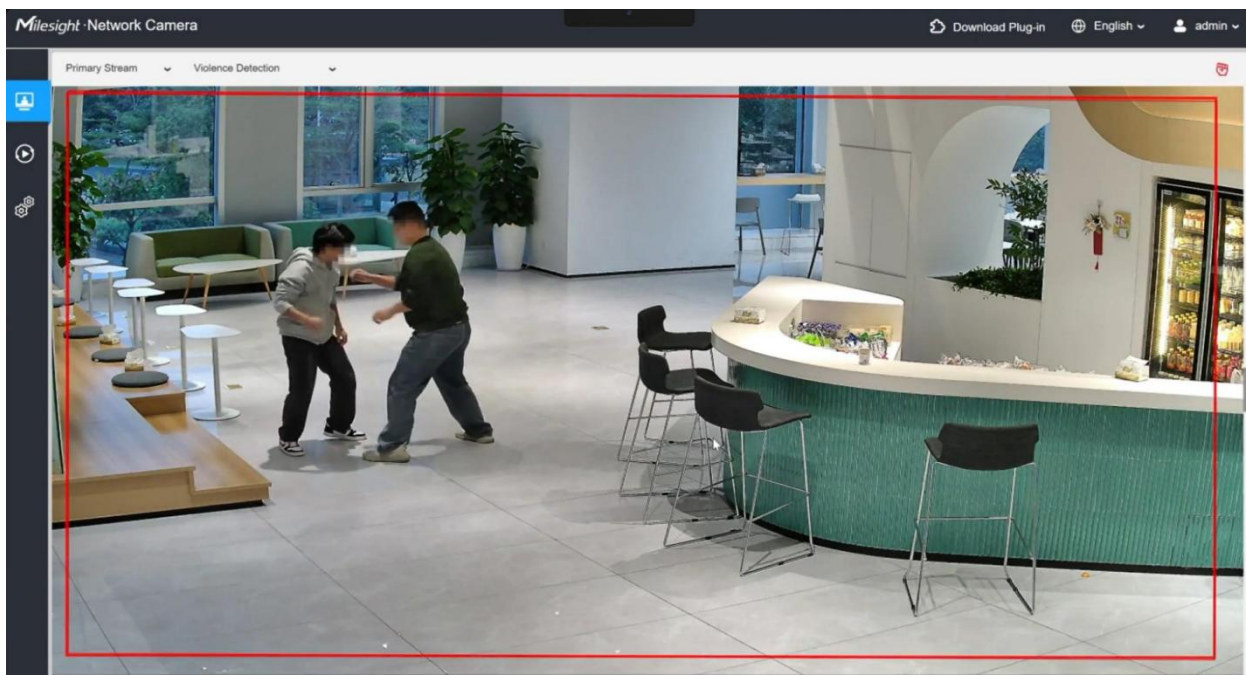 Milesight · Network Camera
Download Plug-in
English
admin
Primary Stream
Violence Detection